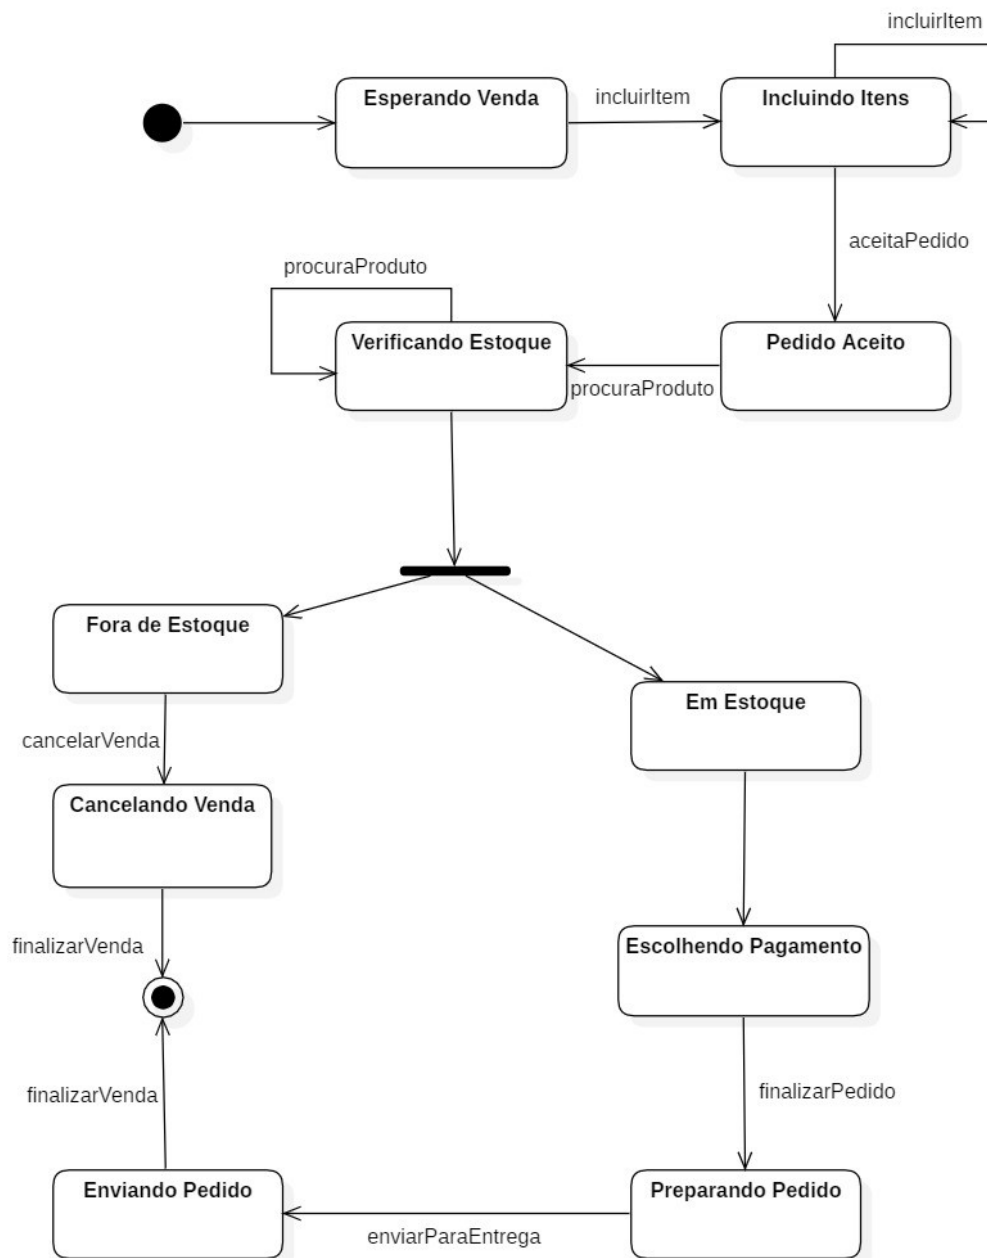 incluirItem
Esperando Venda
incluirItem
Incluindo Itens
aceitaPedido
procuraProduto
Verificando Estoque
Pedido Aceito
procuraProduto
Fora de Estoque
Em Estoque
cancelarVenda
Cancelando Venda
finalizarVenda
Escolhendo Pagamento
finalizarVenda
finalizarPedido
Enviando Pedido
Preparando Pedido
enviarParaEntrega